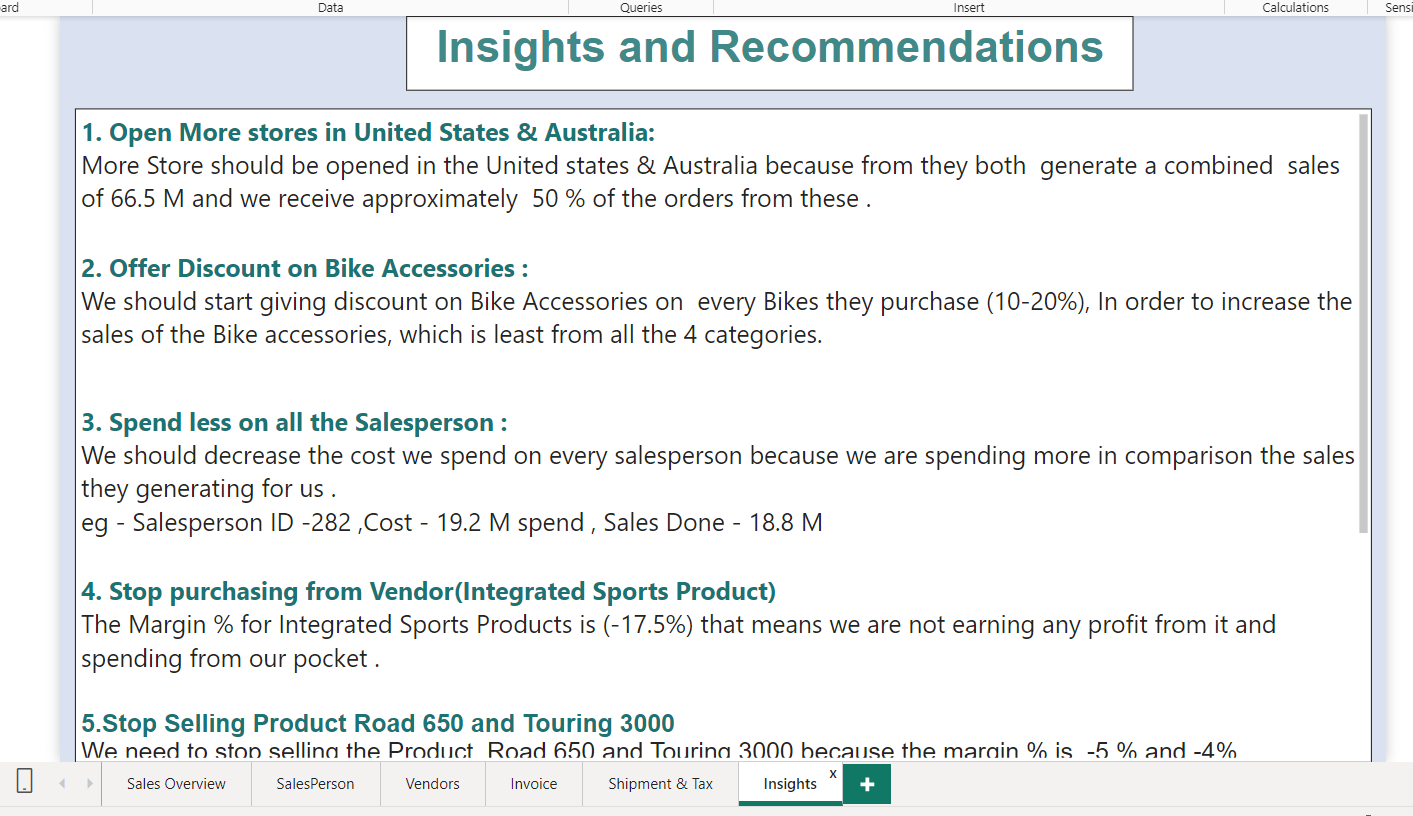 ard Data Queries Insert Calculations Sensi
Insights and Recommendations
1. Open More stores in United States & Australia:
More Store should be opened in the United states & Australia because from they both generate a combined sales
of 66.5 M and we receive approximately 50 % of the orders from these .
2. Offer Discount on Bike Accessories :
We should start giving discount on Bike Accessories on every Bikes they purchase (10-20%), In order to increase the
sales of the Bike accessories, which is least from all the 4 categories.
3. Spend less on all the Salesperson :
We should decrease the cost we spend on every salesperson because we are spending more in comparison the sales
they generating for us .
eg - Salesperson ID -282 ,Cost - 19.2 M spend , Sales Done - 18.8 M
4. Stop purchasing from Vendor(Integrated Sports Product)
The Margin % for Integrated Sports Products is (-17.5%) that means we are not earning any profit from it and
spending from our pocket .
5.Stop Selling Product Road 650 and Touring 3000
We need to stop selling the Product Road 650 and Touring 3000 because the margin % is -5 % and -4%
Sales Overview SalesPerson Vendors Invoice Shipment & Tax Insights x +